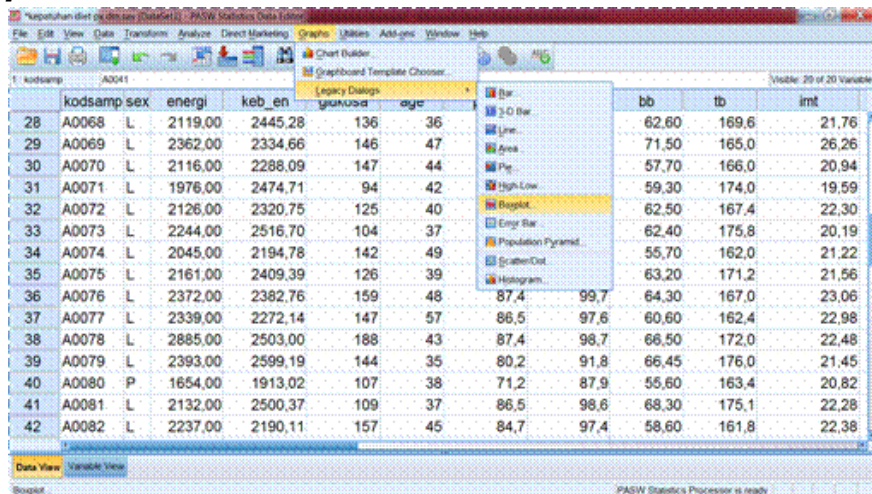 *kepatuhan diet px dm.sav [DataSet2] - PASW Statistics Data Editor
File Edit View Data Transform Analyze Direct Marketing Graphs Utilities Add-ons Window Help
Chart Builder...
Graphboard Template Chooser...
Legacy Dialogs
1 : kodsamp A0041 Visible: 20 of 20 Variable
Bar...
3-D Bar...
Line...
Area...
Pie...
High-Low...
Boxplot...
Error Bar...
Population Pyramid...
Scatter/Dot...
Histogram...
kodsamp sex energi keb_en glukosa age bb tb imt
28 A0068 L 2119,00 2445,28 136 36 62,60 169,6 21,76
29 A0069 L 2362,00 2334,66 146 47 71,50 165,0 26,26
30 A0070 L 2116,00 2288,09 147 44 57,70 166,0 20,94
31 A0071 L 1976,00 2474,71 94 42 59,30 174,0 19,59
32 A0072 L 2126,00 2320,75 125 40 62,50 167,4 22,30
33 A0073 L 2244,00 2516,70 104 37 62,40 175,8 20,19
34 A0074 L 2045,00 2194,78 142 49 55,70 162,0 21,22
35 A0075 L 2161,00 2409,39 126 39 63,20 171,2 21,56
36 A0076 L 2372,00 2382,76 159 48 87,4 99,7 64,30 167,0 23,06
37 A0077 L 2339,00 2272,14 147 57 86,5 97,6 60,60 162,4 22,98
38 A0078 L 2885,00 2503,00 188 43 87,4 98,7 66,50 172,0 22,48
39 A0079 L 2393,00 2599,19 144 35 80,2 91,8 66,45 176,0 21,45
40 A0080 P 1654,00 1913,02 107 38 71,2 87,9 55,60 163,4 20,82
41 A0081 L 2132,00 2500,37 109 37 86,5 98,6 68,30 175,1 22,28
42 A0082 L 2237,00 2190,11 157 45 84,7 97,4 58,60 161,8 22,38
Data View Variable View
Boxplot... PASW Statistics Processor is ready